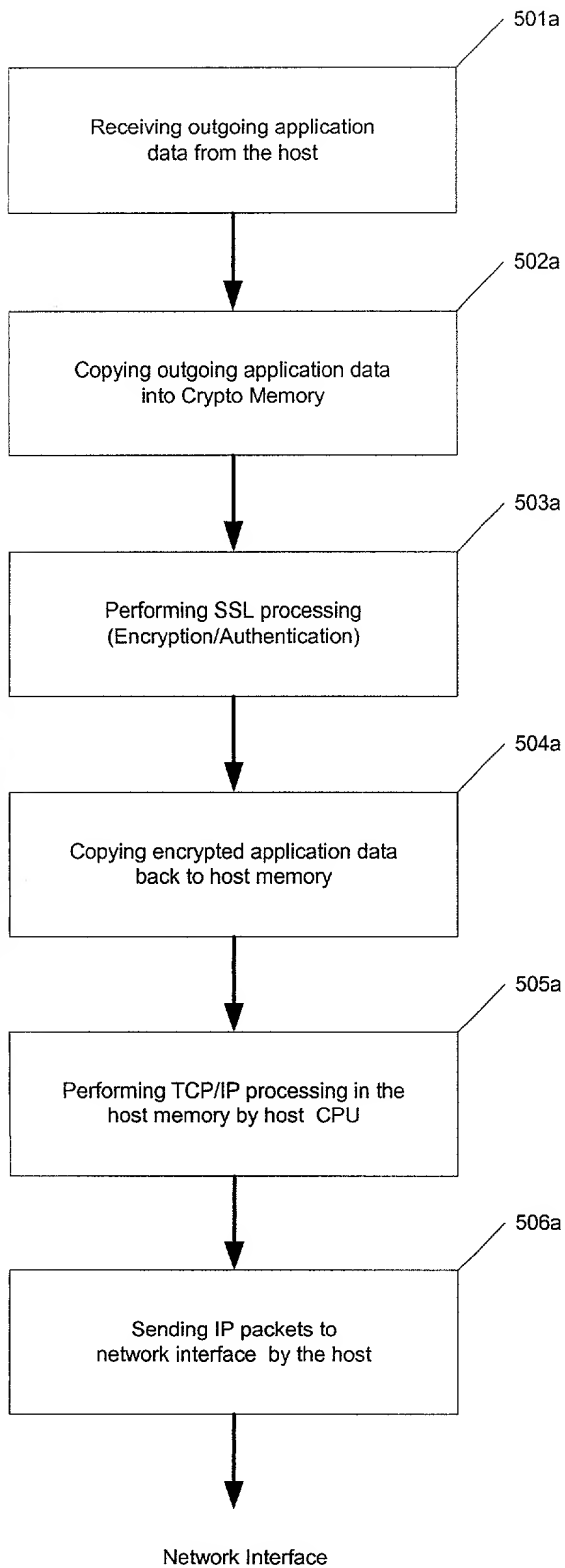 501a
Receiving outgoing application
data from the host
502a
Copying outgoing application data
into Crypto Memory
503a
Performing SSL processing
(Encryption/Authentication)
504a
Copying encrypted application data
back to host memory
505a
Performing TCP/IP processing in the
host memory by host CPU
506a
Sending IP packets to
network interface by the host
Network Interface